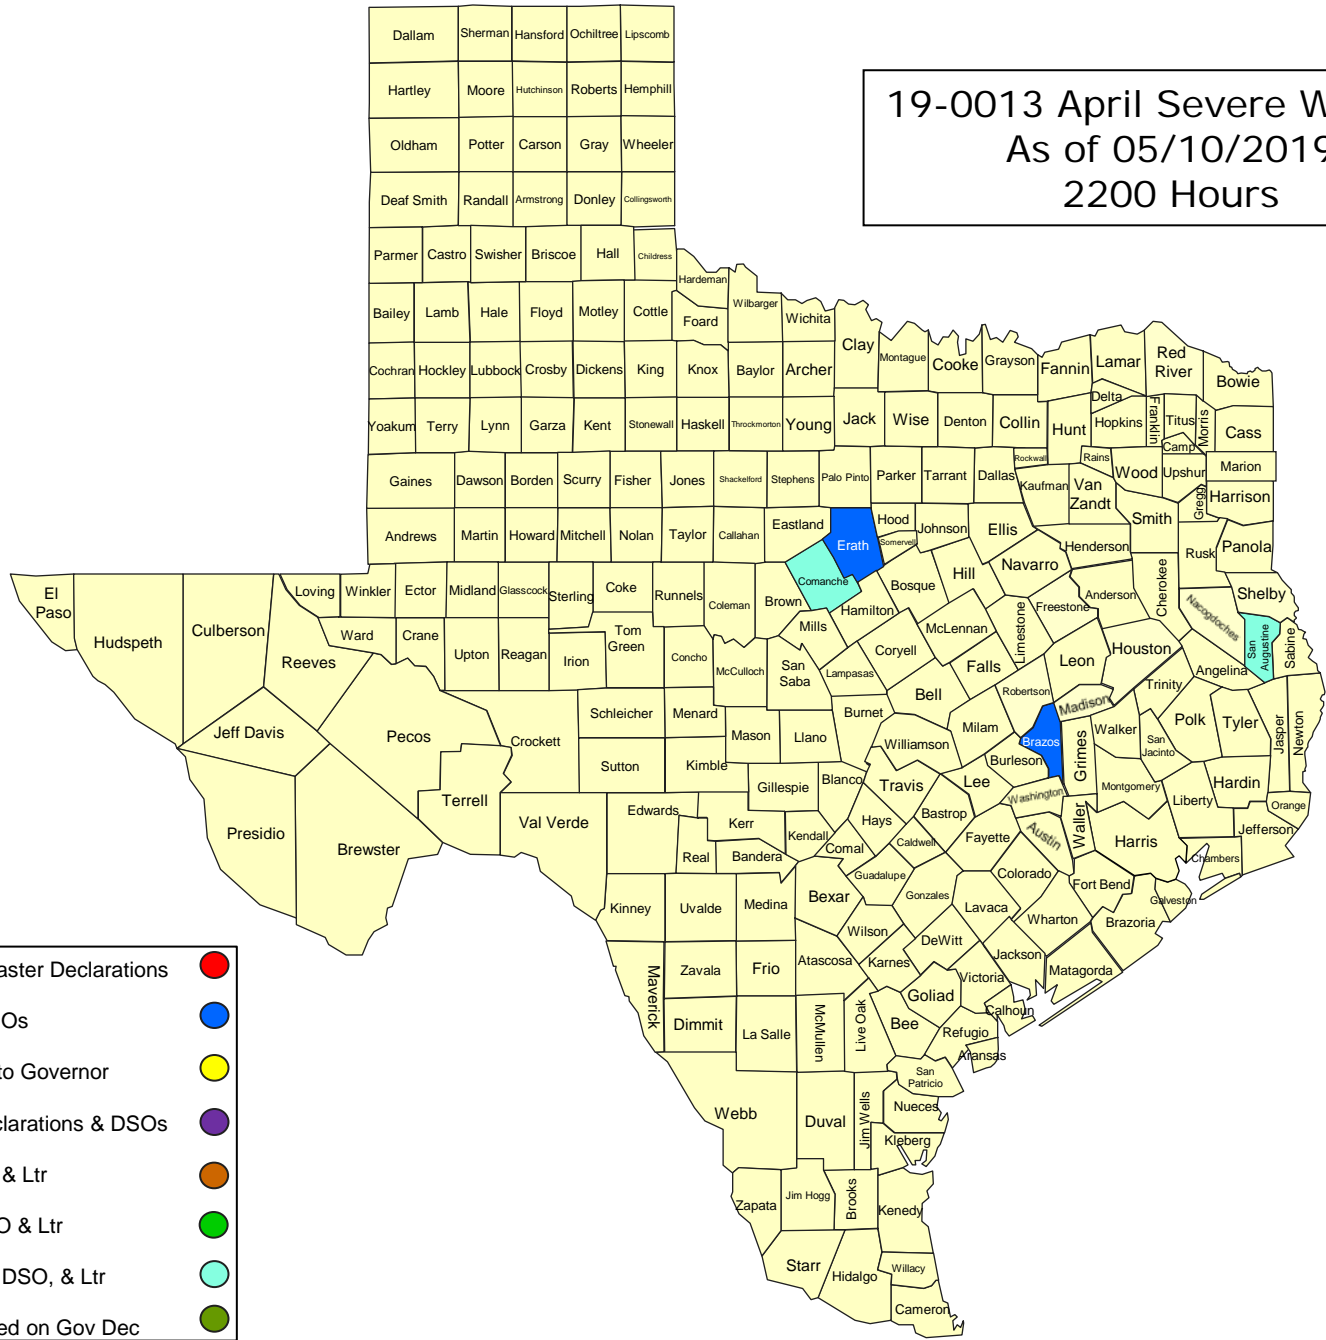 Dallam Sherman Hansford Ochiltree Lipscomb
Hartley Moore Hutchinson Roberts Hemphill
19-0013 April Severe W
As of 05/10/2019
2200 Hours
Oldham Potter Carson Gray Wheeler
Deaf Smith Randall Armstrong Donley Collingsworth
Parmer Castro Swisher Briscoe Hall Childress
Hardeman
Bailey Lamb Hale Floyd Motley Cottle Foard Wilbarger Wichita
Clay Montague Cooke Grayson Fannin Lamar Red
River Bowie
Cochran Hockley Lubbock Crosby Dickens King Knox Baylor Archer
Delta
Yoakum Terry Lynn Garza Kent Stonewall Haskell Throckmorton Young Jack Wise Denton Collin Hunt Hopkins Franklin Titus Morris Cass
Camp
Rockwall Rains
Gaines Dawson Borden Scurry Fisher Jones Shackelford Stephens Palo Pinto Parker Tarrant Dallas Kaufman Van
Zandt Wood Upshur Marion
Gregg Harrison
Andrews Martin Howard Mitchell Nolan Taylor Callahan Eastland Erath Hood Somervell Johnson Ellis Henderson Smith Rusk Panola
El
Paso Hudspeth Culberson Loving Winkler Ector Midland Glasscock Sterling Coke Runnels Coleman Brown Comanche Hamilton Bosque Hill Navarro Freestone Anderson Cherokee Nacogdoches Shelby
Reeves Ward Crane Upton Reagan Irion Tom
Green Concho McCulloch San
Saba Mills Lampasas Coryell McLennan Limestone Falls Leon Houston Angelina San
Augustine Sabine
Jeff Davis Pecos Crockett Schleicher Menard Mason Llano Burnet Bell Milam Robertson Madison Trinity
Brazos Grimes Walker San
Jacinto Polk Tyler Jasper Newton
Presidio Brewster Terrell Val Verde Sutton Kimble Gillespie Blanco Williamson Travis Lee Burleson Washington Montgomery Liberty Hardin Orange
Edwards Kerr Real Bandera Kendall Comal Hays Caldwell Bastrop Fayette Austin Waller Harris Chambers Jefferson
Kinney Uvalde Medina Bexar Guadalupe Gonzales Lavaca Colorado Wharton Fort Bend Brazoria Galveston
Maverick Zavala Frio Atascosa Wilson Karnes DeWitt Jackson Victoria Matagorda
Dimmit La Salle McMullen Live Oak Bee Goliad Refugio Calhoun Aransas
San
Patricio
Webb Duval Jim Wells Nueces
Kleberg
Zapata Jim Hogg Brooks Kenedy
Starr Hidalgo Willacy
Cameron
aster Declarations
Os
to Governor
clarations & DSOs
& Ltr
O & Ltr
DSO, & Ltr
ed on Gov Dec